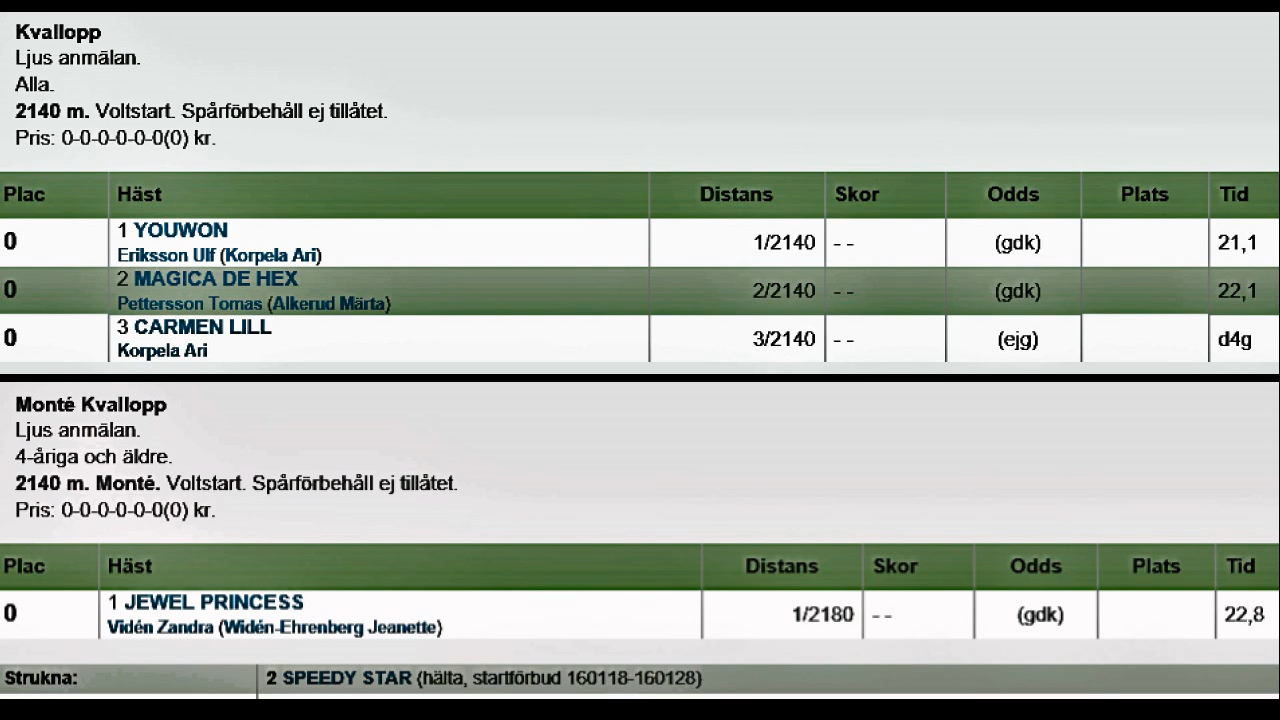 Kvallopp
Ljus anmälan.
Alla.
2140 m. Voltstart. Spårförbehåll ej tillåtet.
Pris: 0-0-0-0-0-0(0) kr.
Plac Häst Distans Skor Odds Plats Tid
0 1 YOUWON 1/2140 - - (gdk) 21,1
Eriksson Ulf (Korpela Ari)
0 2 MAGICA DE HEX 2/2140 - - (gdk) 22,1
Pettersson Tomas (Alkerud Märta)
0 3 CARMEN LILL 3/2140 - - (ejg) d4g
Korpela Ari
Monté Kvallopp
Ljus anmälan.
4-åriga och äldre.
2140 m. Monté. Voltstart. Spårförbehåll ej tillåtet.
Pris: 0-0-0-0-0-0(0) kr.
Plac Häst Distans Skor Odds Plats Tid
0 1 JEWEL PRINCESS 1/2180 - - (gdk) 22,8
Vidén Zandra (Widén-Ehrenberg Jeanette)
Strukna: 2 SPEEDY STAR (hälta, startförbud 160118-160128)